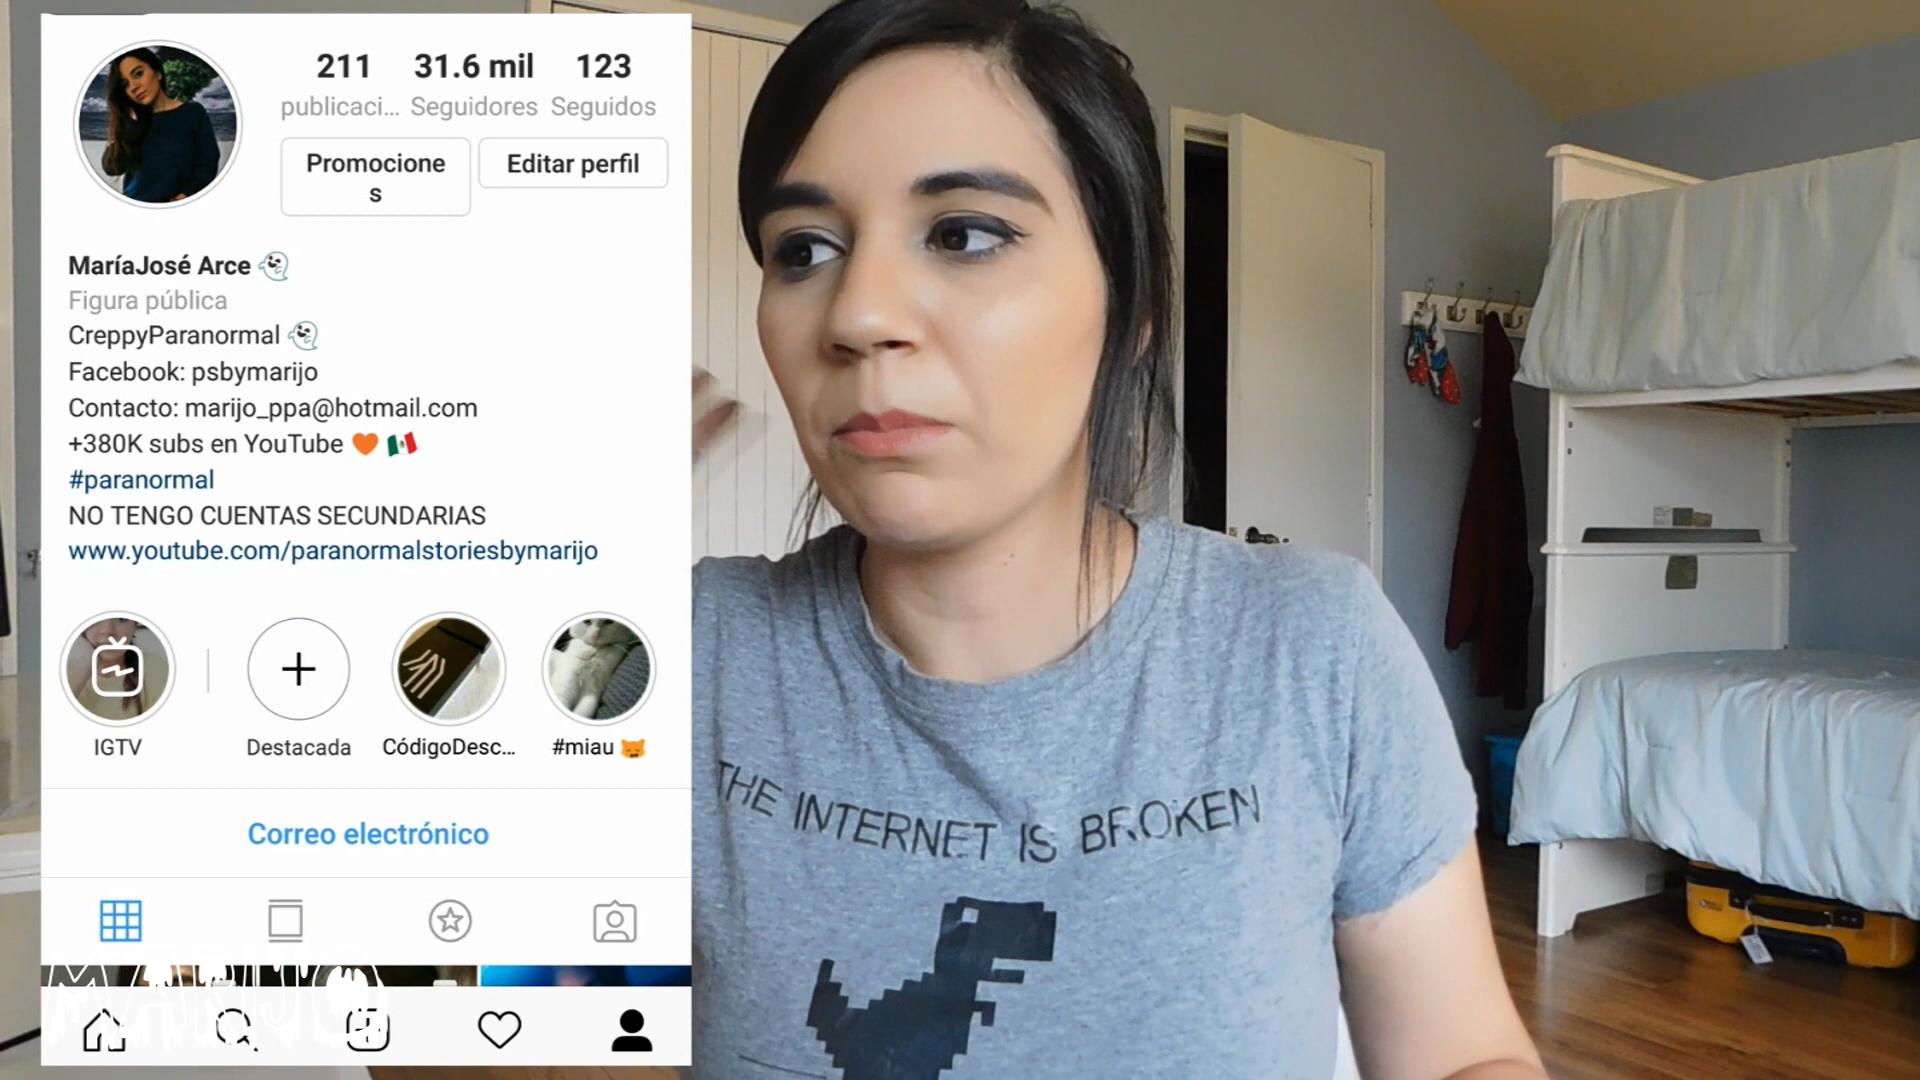 211 31.6 mil 123
publicaci... Seguidores Seguidos
Promocione
s
Editar perfil
MaríaJosé Arce
Figura pública
CreppyParanormal
Facebook: psbymarijo
Contacto: marijo_ppa@hotmail.com
+380K subs en YouTube
#paranormal
NO TENGO CUENTAS SECUNDARIAS
www.youtube.com/paranormalstoriesbymarijo
IGTV Destacada CódigoDesc... #miau
Correo electrónico
MARIJO
THE INTERNET IS BROKEN